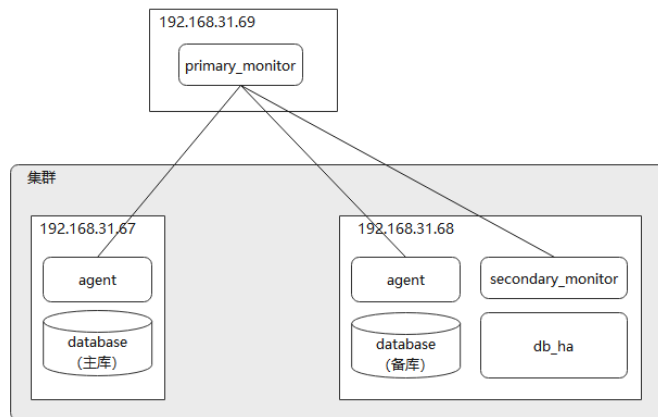 192.168.31.69
primary_monitor
集群
192.168.31.67
192.168.31.68
agent
agent
secondary_monitor
database
(主库)
database
(备库)
db_ha